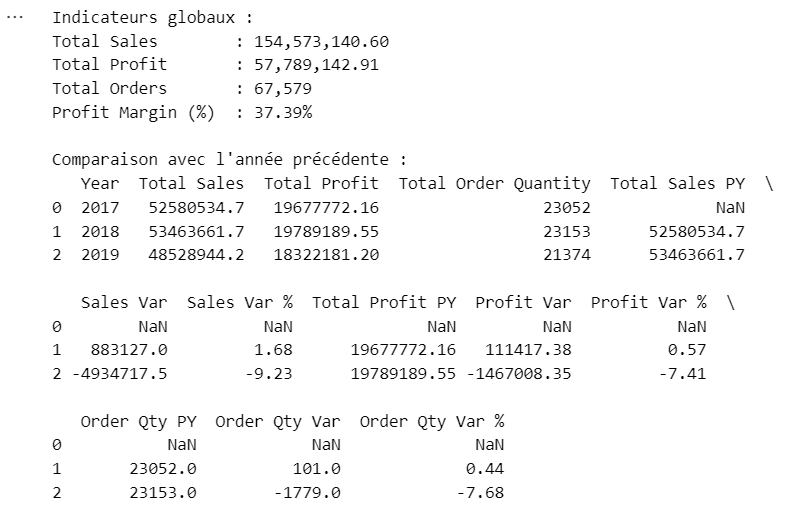 ...
Indicateurs globaux :
Total Sales : 154,573,140.60
Total Profit : 57,789,142.91
Total Orders : 67,579
Profit Margin (%) : 37.39%
Comparaison avec l'année précédente :
Year Total Sales Total Profit Total Order Quantity Total Sales PY \
0 2017 52580534.7 19677772.16 23052 NaN
1 2018 53463661.7 19789189.55 23153 52580534.7
2 2019 48528944.2 18322181.20 21374 53463661.7
Sales Var Sales Var % Total Profit PY Profit Var Profit Var % \
0 NaN NaN NaN NaN NaN
1 883127.0 1.68 19677772.16 111417.38 0.57
2 -4934717.5 -9.23 19789189.55 -1467008.35 -7.41
Order Qty PY Order Qty Var Order Qty Var %
0 NaN NaN NaN
1 23052.0 101.0 0.44
2 23153.0 -1779.0 -7.68